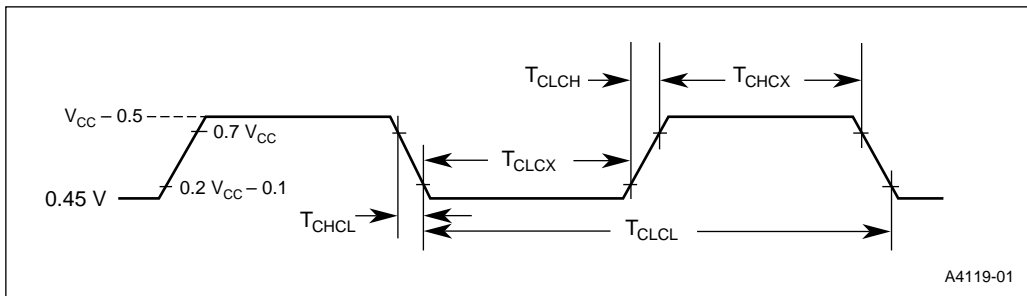 T_CLCH
T_CHCX
V_CC – 0.5
0.7 V_CC
T_CLCX
0.2 V_CC – 0.1
0.45 V
T_CHCL
T_CLCL
A4119-01